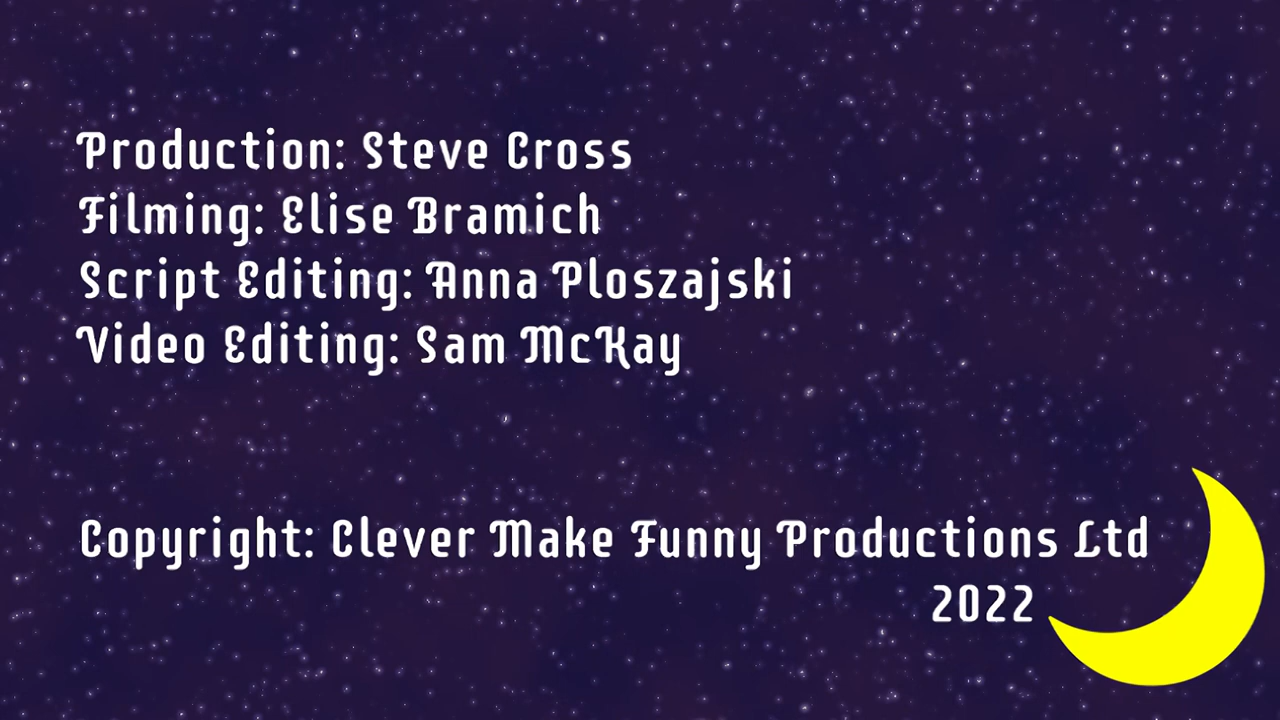 Production: Steve Cross
Filming: Elise Bramich
Script Editing: Anna Ploszajski
Video Editing: Sam McKay
Copyright: Clever Make Funny Productions Ltd
2022